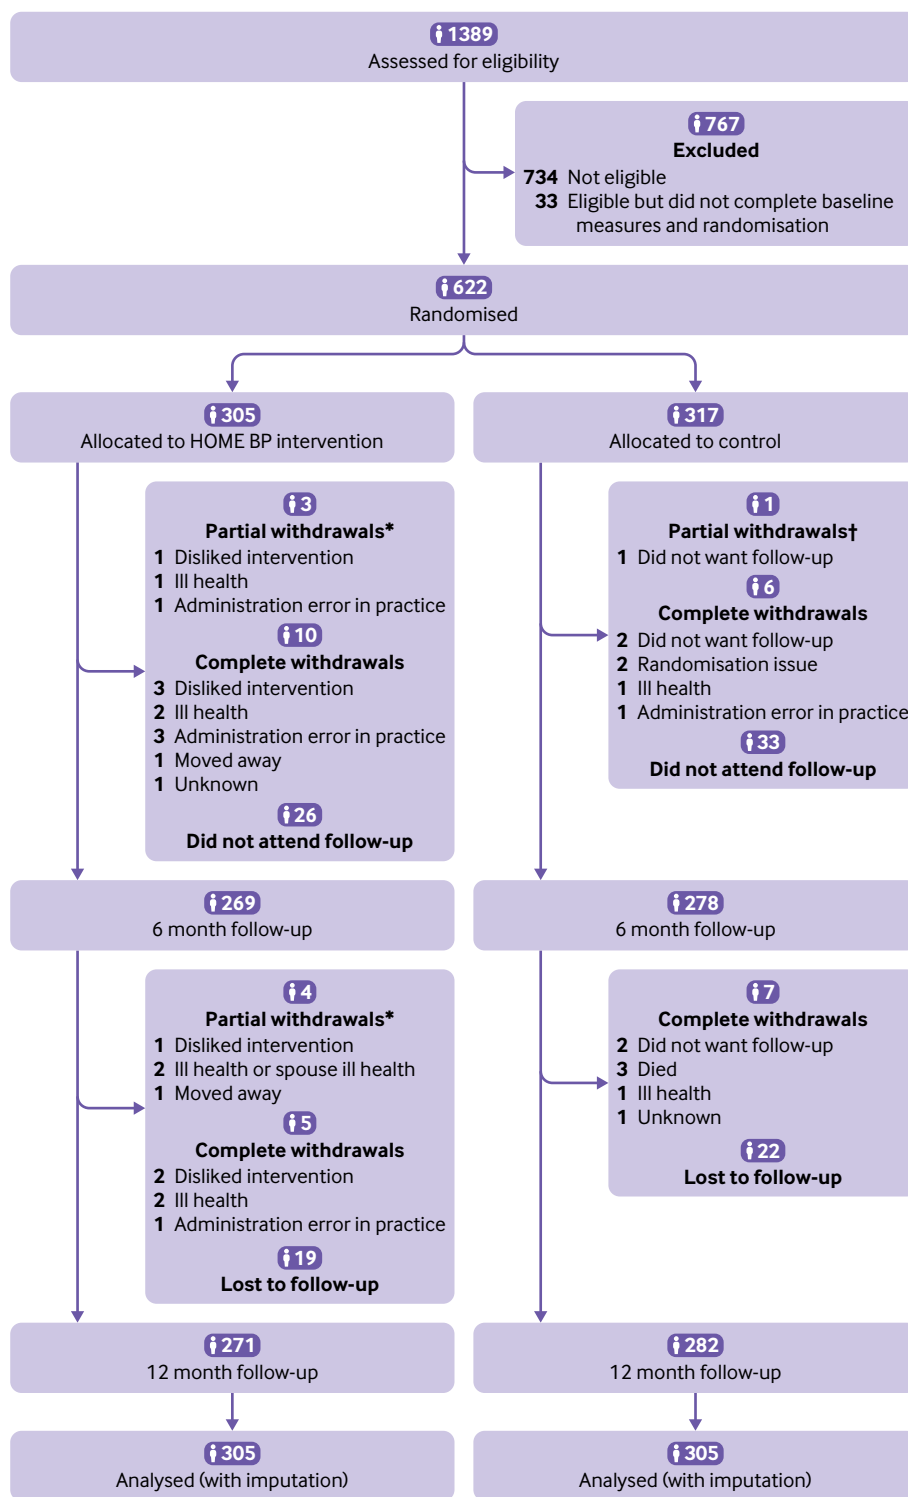 1389
Assessed for eligibility
767
Excluded
734 Not eligible
33 Eligible but did not complete baseline
measures and randomisation
622
Randomised
305
Allocated to HOME BP intervention
3
Partial withdrawals*
1 Disliked intervention
1 Ill health
1 Administration error in practice
10
Complete withdrawals
3 Disliked intervention
2 Ill health
3 Administration error in practice
1 Moved away
1 Unknown
26
Did not attend follow-up
269
6 month follow-up
4
Partial withdrawals*
1 Disliked intervention
2 Ill health or spouse ill health
1 Moved away
5
Complete withdrawals
2 Disliked intervention
2 Ill health
1 Administration error in practice
19
Lost to follow-up
271
12 month follow-up
305
Analysed (with imputation)
317
Allocated to control
1
Partial withdrawals†
1 Did not want follow-up
6
Complete withdrawals
2 Did not want follow-up
2 Randomisation issue
1 Ill health
1 Administration error in practice
33
Did not attend follow-up
278
6 month follow-up
7
Complete withdrawals
2 Did not want follow-up
3 Died
1 Ill health
1 Unknown
22
Lost to follow-up
282
12 month follow-up
305
Analysed (with imputation)